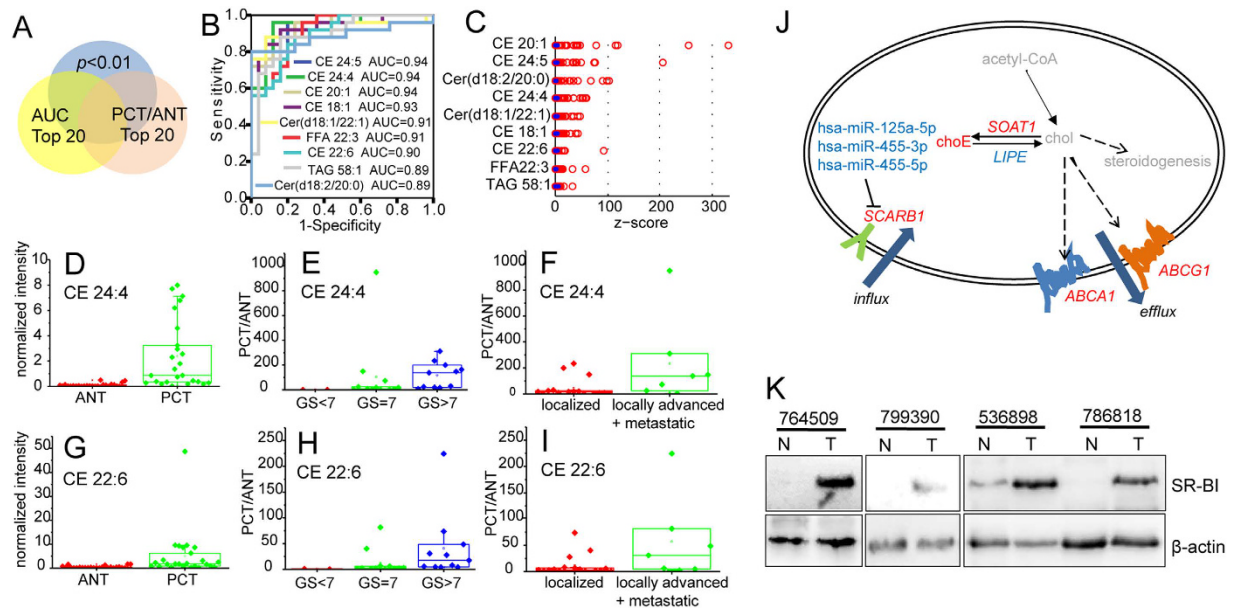 A
p<0.01
AUC
Top 20
PCT/ANT
Top 20
B
Sensitivity
1.0
0.8
0.6
0.4
0.2
0.0
CE 24:5 AUC=0.94
CE 24:4 AUC=0.94
CE 20:1 AUC=0.94
CE 18:1 AUC=0.93
Cer(d18:1/22:1) AUC=0.91
FFA 22:3 AUC=0.91
CE 22:6 AUC=0.90
TAG 58:1 AUC=0.89
Cer(d18:2/20:0) AUC=0.89
0.0 0.2 0.4 0.6 0.8 1.0
1-Specificity
C
CE 20:1
CE 24:5
Cer(d18:2/20:0)
CE 24:4
Cer(d18:1/22:1)
CE 18:1
CE 22:6
FFA22:3
TAG 58:1
0 100 200 300
z-score
D
CE 24:4
normalized intensity
10
8
6
4
2
0
ANT PCT
E
CE 24:4
PCT/ANT
1000
800
600
400
200
0
GS<7 GS=7 GS>7
F
CE 24:4
PCT/ANT
1000
800
600
400
200
0
localized locally advanced
+ metastatic
G
CE 22:6
normalized intensity
50
40
30
20
10
0
ANT PCT
H
CE 22:6
PCT/ANT
250
200
150
100
50
0
GS<7 GS=7 GS>7
I
CE 22:6
PCT/ANT
250
200
150
100
50
0
localized locally advanced
+ metastatic
J
acetyl-CoA
hsa-miR-125a-5p
hsa-miR-455-3p
hsa-miR-455-5p
choE
SOAT1
LIPE
chol
steroidogenesis
SCARB1
influx
ABCA1
ABCG1
efflux
K
764509 799390 536898 786818
N T N T N T N T
SR-BI
β-actin